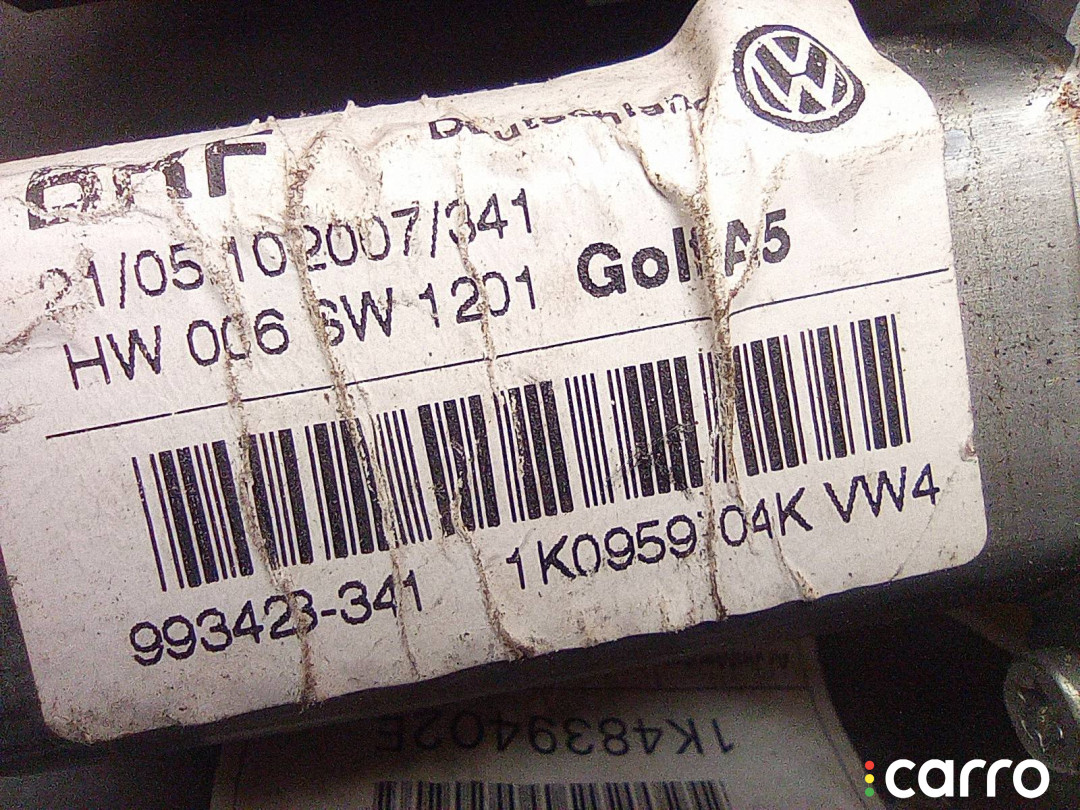 Deutschland
21/05 10 2007/341
HW 006 SW 1201 Golf A5
993423-341 1K0959704K VW4
1K4839402E
carro